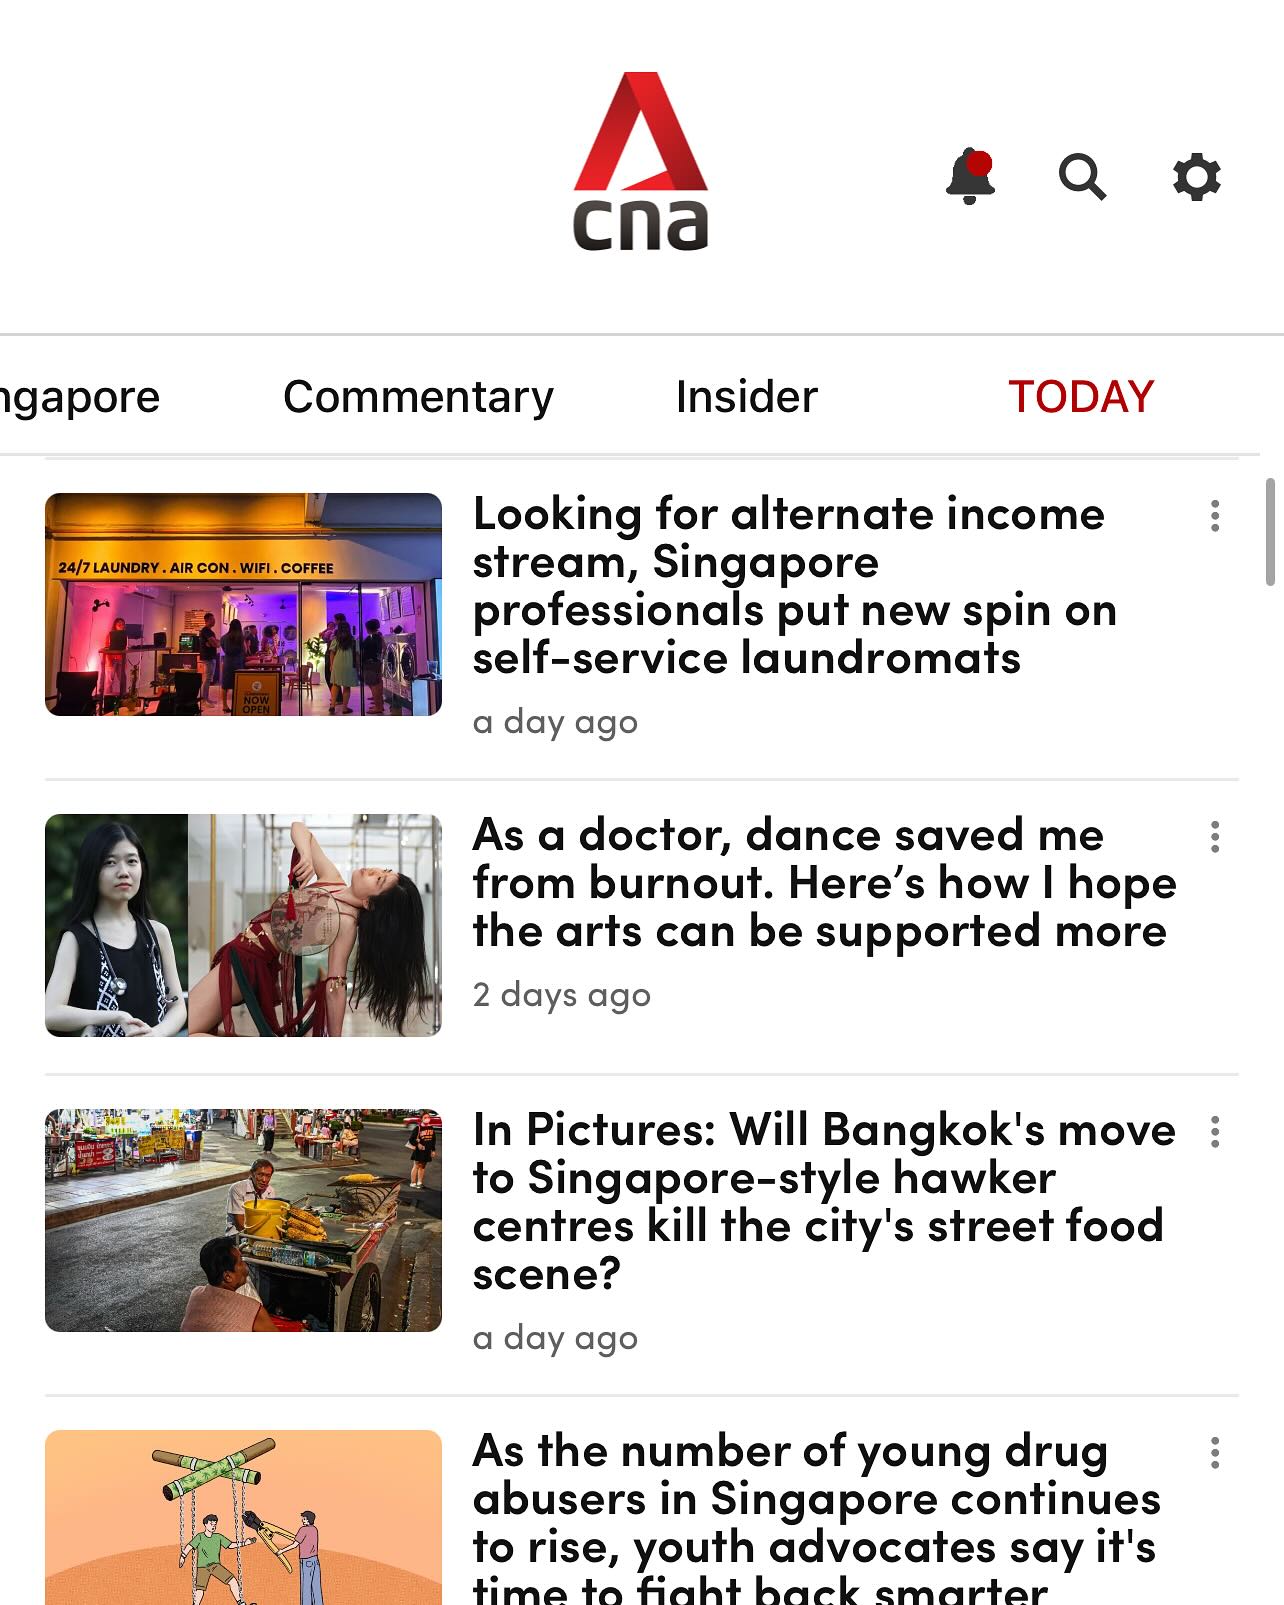 cna
ngapore
Commentary
Insider
TODAY
24/7 LAUNDRY . AIR CON . WIFI . COFFEE
NOW
OPEN
Looking for alternate income
stream, Singapore
professionals put new spin on
self-service laundromats
a day ago
As a doctor, dance saved me
from burnout. Here’s how I hope
the arts can be supported more
2 days ago
In Pictures: Will Bangkok's move
to Singapore-style hawker
centres kill the city's street food
scene?
a day ago
As the number of young drug
abusers in Singapore continues
to rise, youth advocates say it's
time to fight back smarter